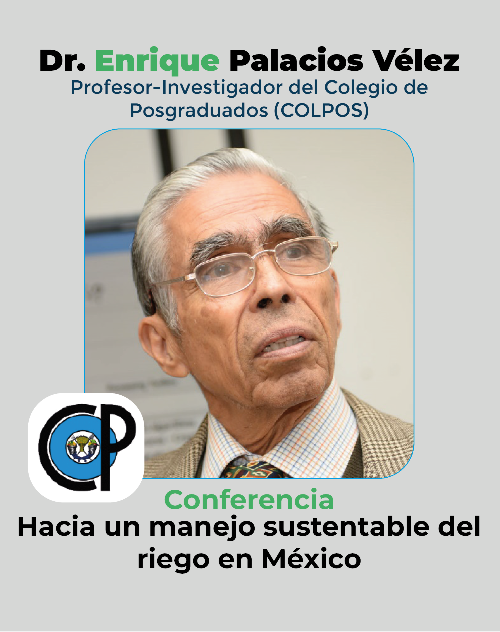 Dr. Enrique Palacios Vélez
Profesor-Investigador del Colegio de
Posgraduados (COLPOS)
CP
Conferencia
Hacia un manejo sustentable del
riego en México